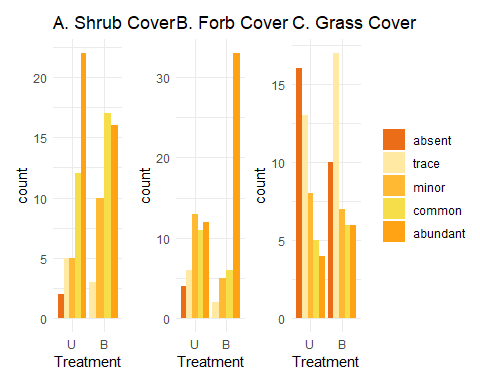 A. Shrub Cover
B. Forb Cover
C. Grass Cover
count
20
15
10
5
0
U B
Treatment
count
30
20
10
0
U B
Treatment
count
15
10
5
0
U B
Treatment
absent
trace
minor
common
abundant